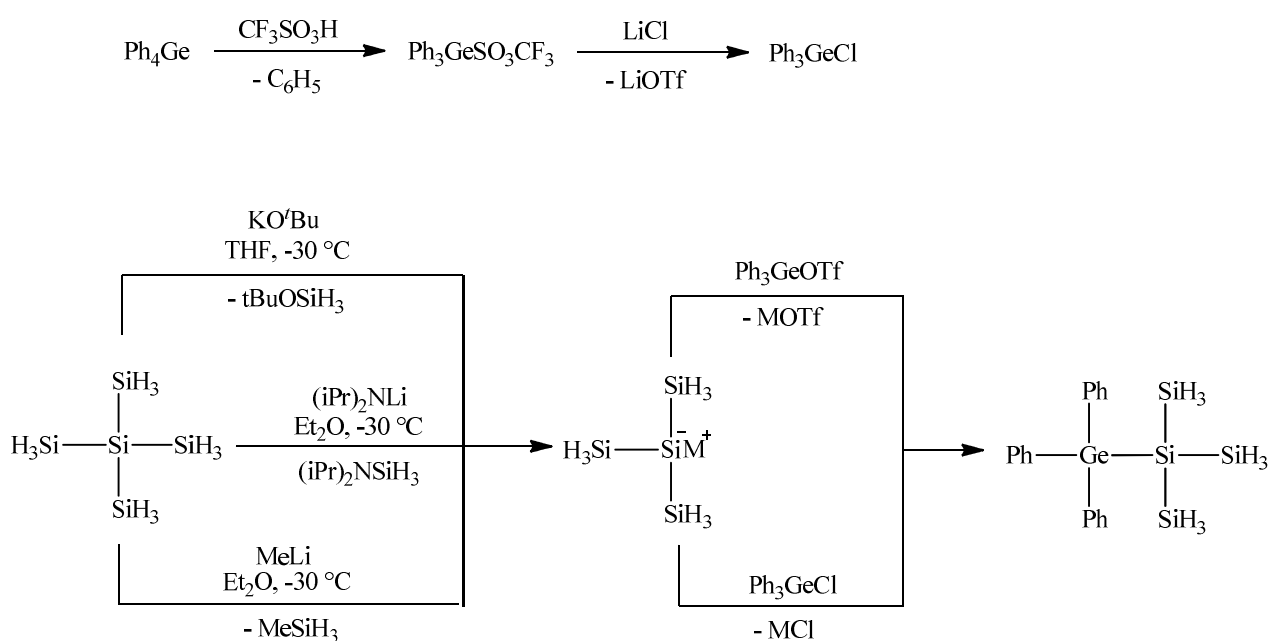 CF₃SO₃H
LiCl
Ph₄Ge
Ph₃GeSO₃CF₃
Ph₃GeCl
- C₆H₅
- LiOTf
KOᵗBu
THF, -30 °C
- tBuOSiH₃
Ph₃GeOTf
- MOTf
SiH₃
(iPr)₂NLi
Et₂O, -30 °C
H₃Si Si SiH₃
(iPr)₂NSiH₃
SiH₃
MeLi
Et₂O, -30 °C
- MeSiH₃
SiH₃
H₃Si Si⁻M⁺
SiH₃
Ph₃GeCl
- MCl
Ph SiH₃
Ph Ge Si SiH₃
Ph SiH₃